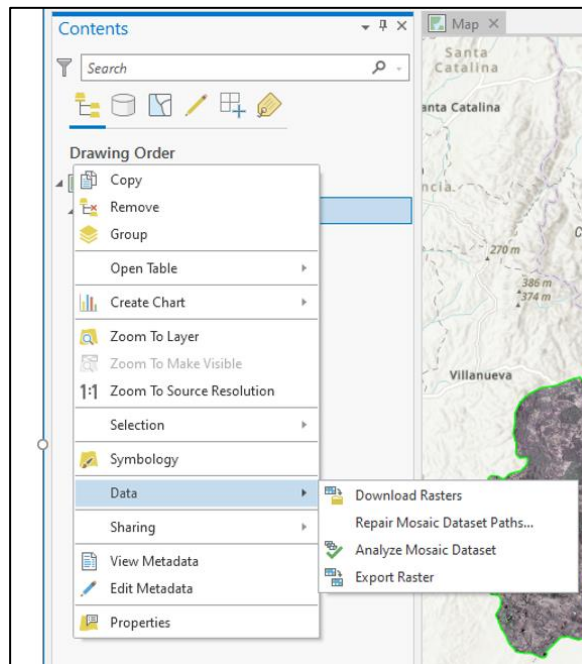 Contents
Map
Search
Drawing Order
Copy
Remove
Group
Open Table
Create Chart
Zoom To Layer
Zoom To Make Visible
1:1 Zoom To Source Resolution
Selection
Symbology
Data
Sharing
View Metadata
Edit Metadata
Properties
Download Rasters
Repair Mosaic Dataset Paths...
Analyze Mosaic Dataset
Export Raster
Santa
Catalina
anta Catalina
ncia.
270 m
386 m
374 m
Villanueva